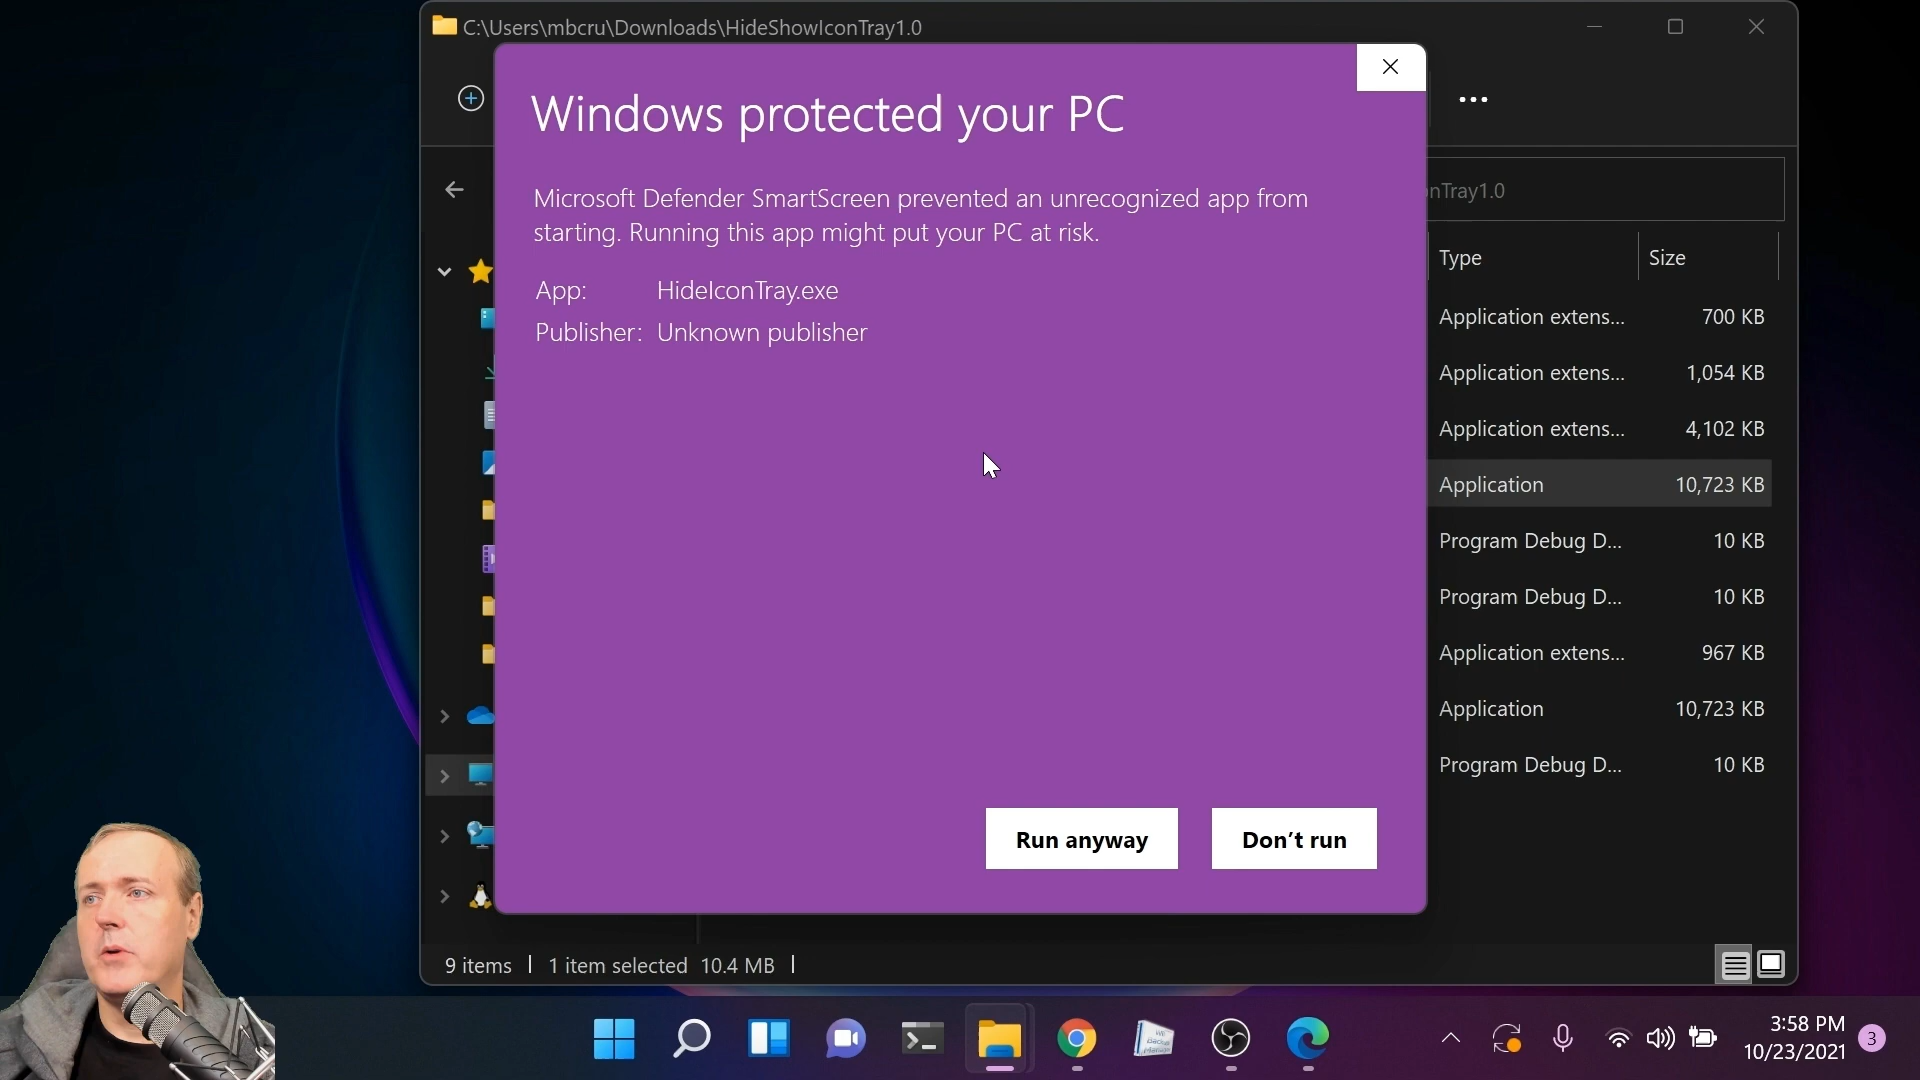 C:\Users\mbcru\Downloads\HideShowIconTray1.0
Windows protected your PC
Microsoft Defender SmartScreen prevented an unrecognized app from
starting. Running this app might put your PC at risk.
App: HideIconTray.exe
Publisher: Unknown publisher
Run anyway
Don't run
nTray1.0
Type Size
Application extens... 700 KB
Application extens... 1,054 KB
Application extens... 4,102 KB
Application 10,723 KB
Program Debug D... 10 KB
Program Debug D... 10 KB
Application extens... 967 KB
Application 10,723 KB
Program Debug D... 10 KB
9 items 1 item selected 10.4 MB
3:58 PM
10/23/2021
3